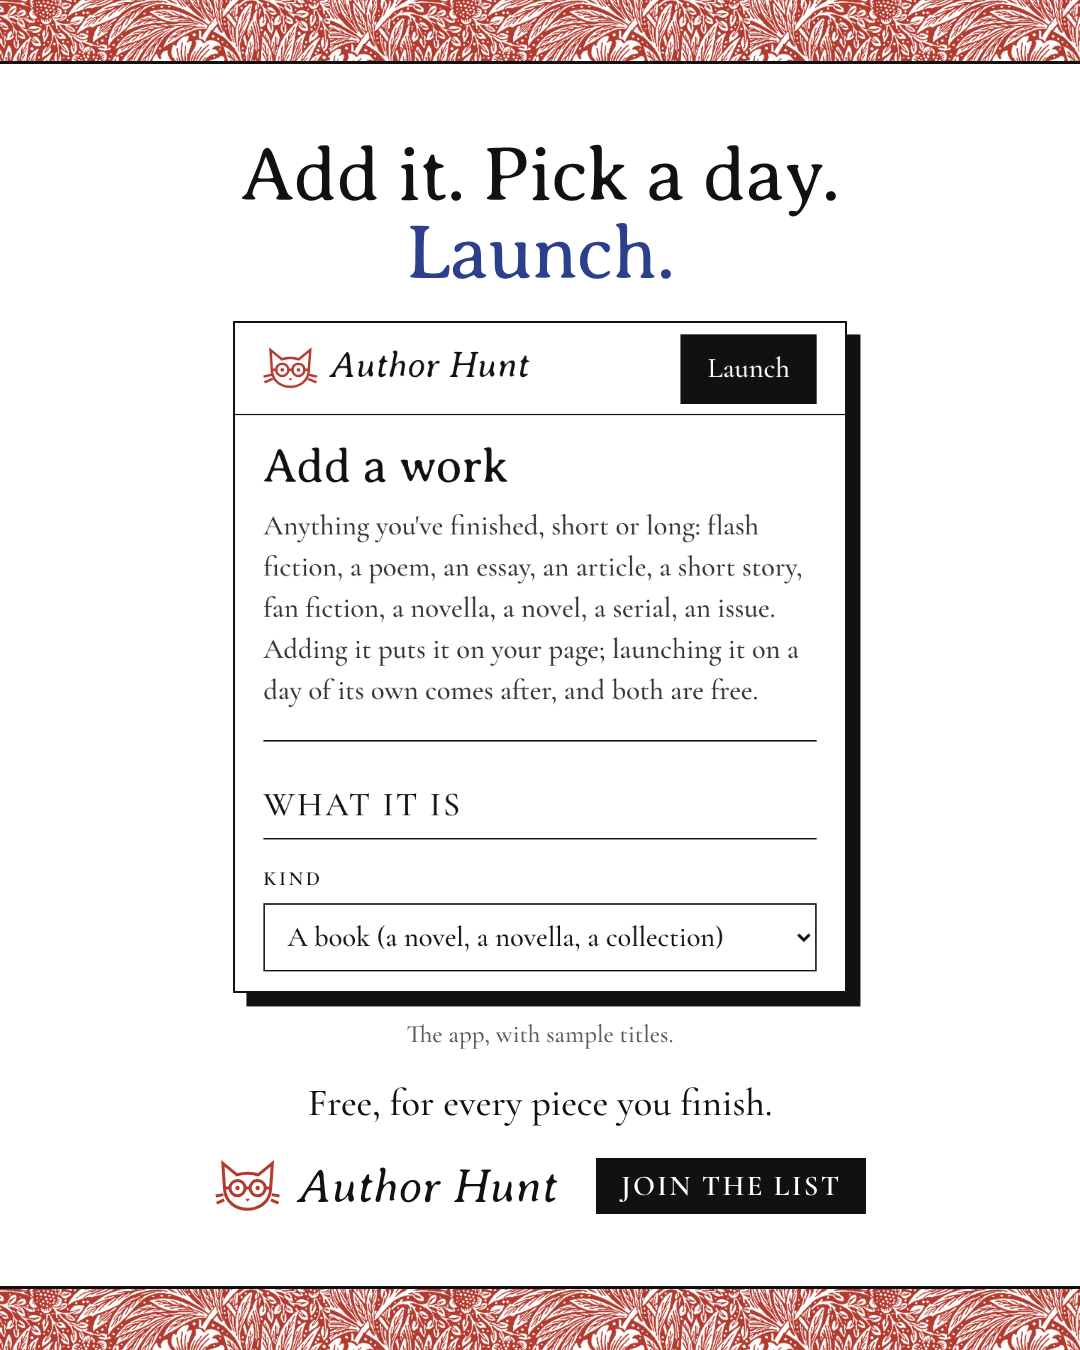 Add it. Pick a day.
Launch.
Author Hunt
Launch
Add a work
Anything you've finished, short or long: flash
fiction, a poem, an essay, an article, a short story,
fan fiction, a novella, a novel, a serial, an issue.
Adding it puts it on your page; launching it on a
day of its own comes after, and both are free.
WHAT IT IS
KIND
A book (a novel, a novella, a collection)
The app, with sample titles.
Free, for every piece you finish.
Author Hunt
JOIN THE LIST